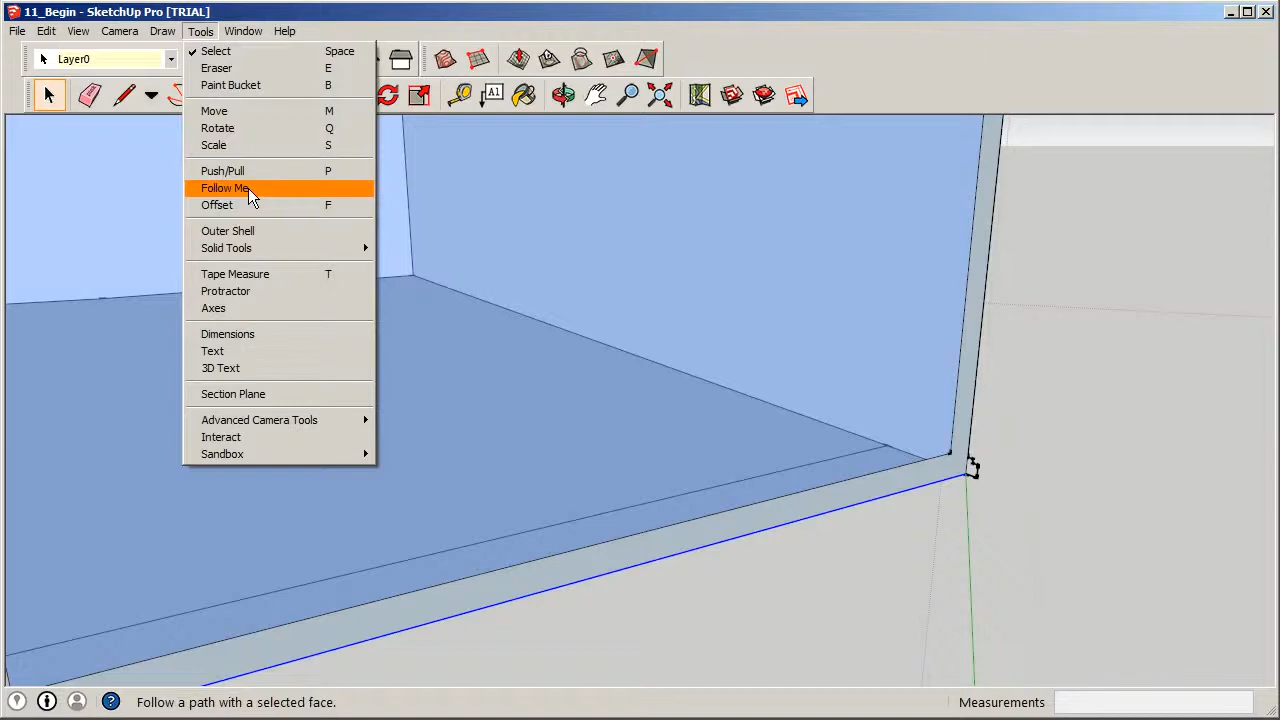 11_Begin - SketchUp Pro [TRIAL]
File Edit View Camera Draw Tools Window Help
Layer0
A1
Select Space
Eraser E
Paint Bucket B
Move M
Rotate Q
Scale S
Push/Pull P
Follow Me
Offset F
Outer Shell
Solid Tools
Tape Measure T
Protractor
Axes
Dimensions
Text
3D Text
Section Plane
Advanced Camera Tools
Interact
Sandbox
Follow a path with a selected face.
Measurements